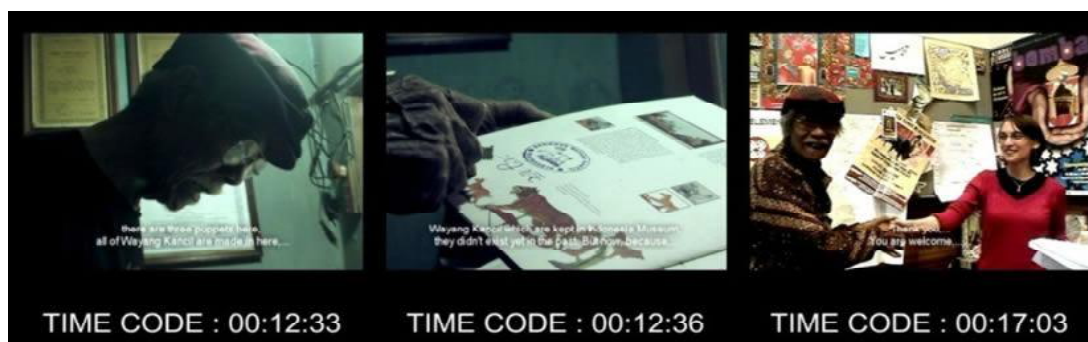 there are three puppets here,
all of Wayang Kancil are made in here,...
TIME CODE : 00:12:33
Wayang Kancil which are kept in Indonesia Museum,
they didn't exist yet in the past. But now, because...
TIME CODE : 00:12:36
Thank you...
You are welcome,...
TIME CODE : 00:17:03